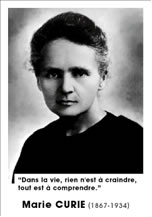 "Dans la vie, rien n'est à craindre,
tout est à comprendre."
Marie CURIE (1867-1934)